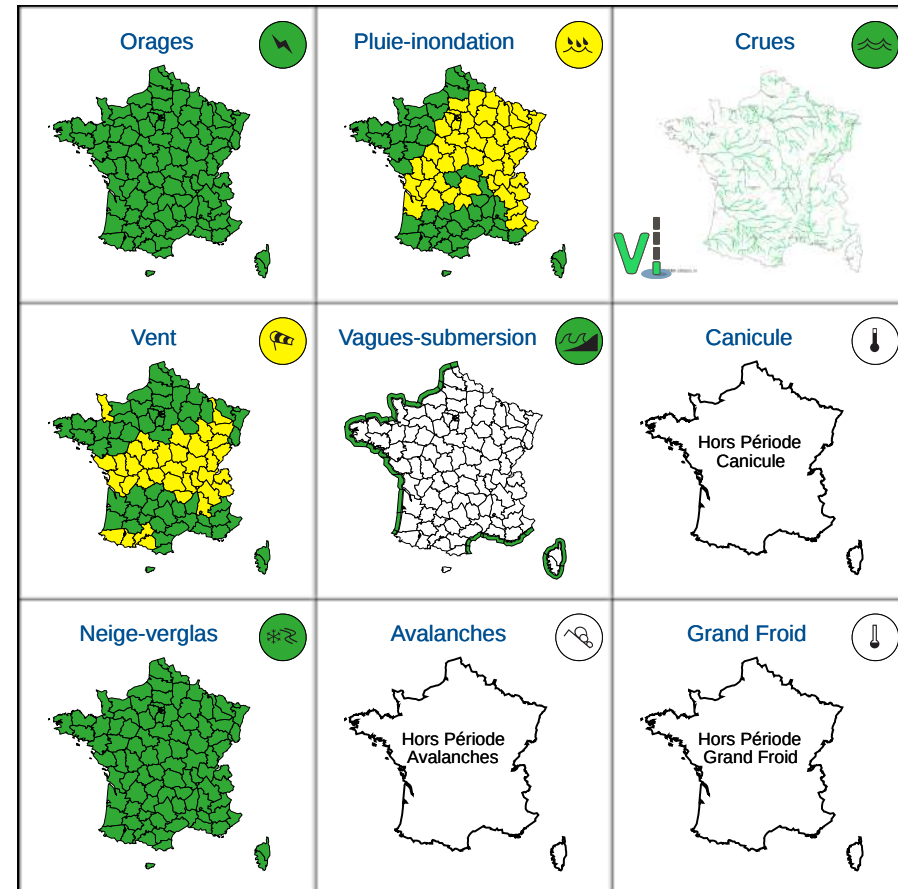 Orages
Pluie-inondation
Crues
Vent
Vagues-submersion
Canicule
Hors Période
Canicule
Neige-verglas
Avalanches
Grand Froid
Hors Période
Avalanches
Hors Période
Grand Froid